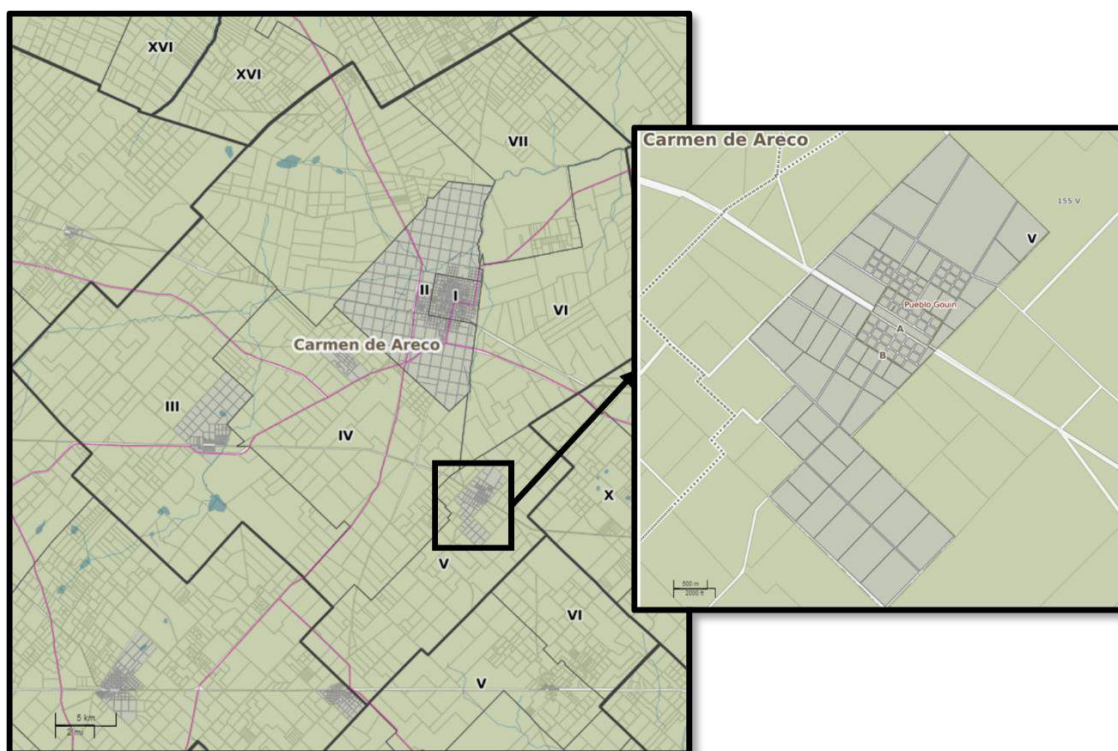 XVI
XVI
VII
II
I
VI
Carmen de Areco
III
IV
X
V
VI
V
5 km
2 mi
Carmen de Areco
155 V
V
Pueblo Gouin
A
B
500 m
2000 ft